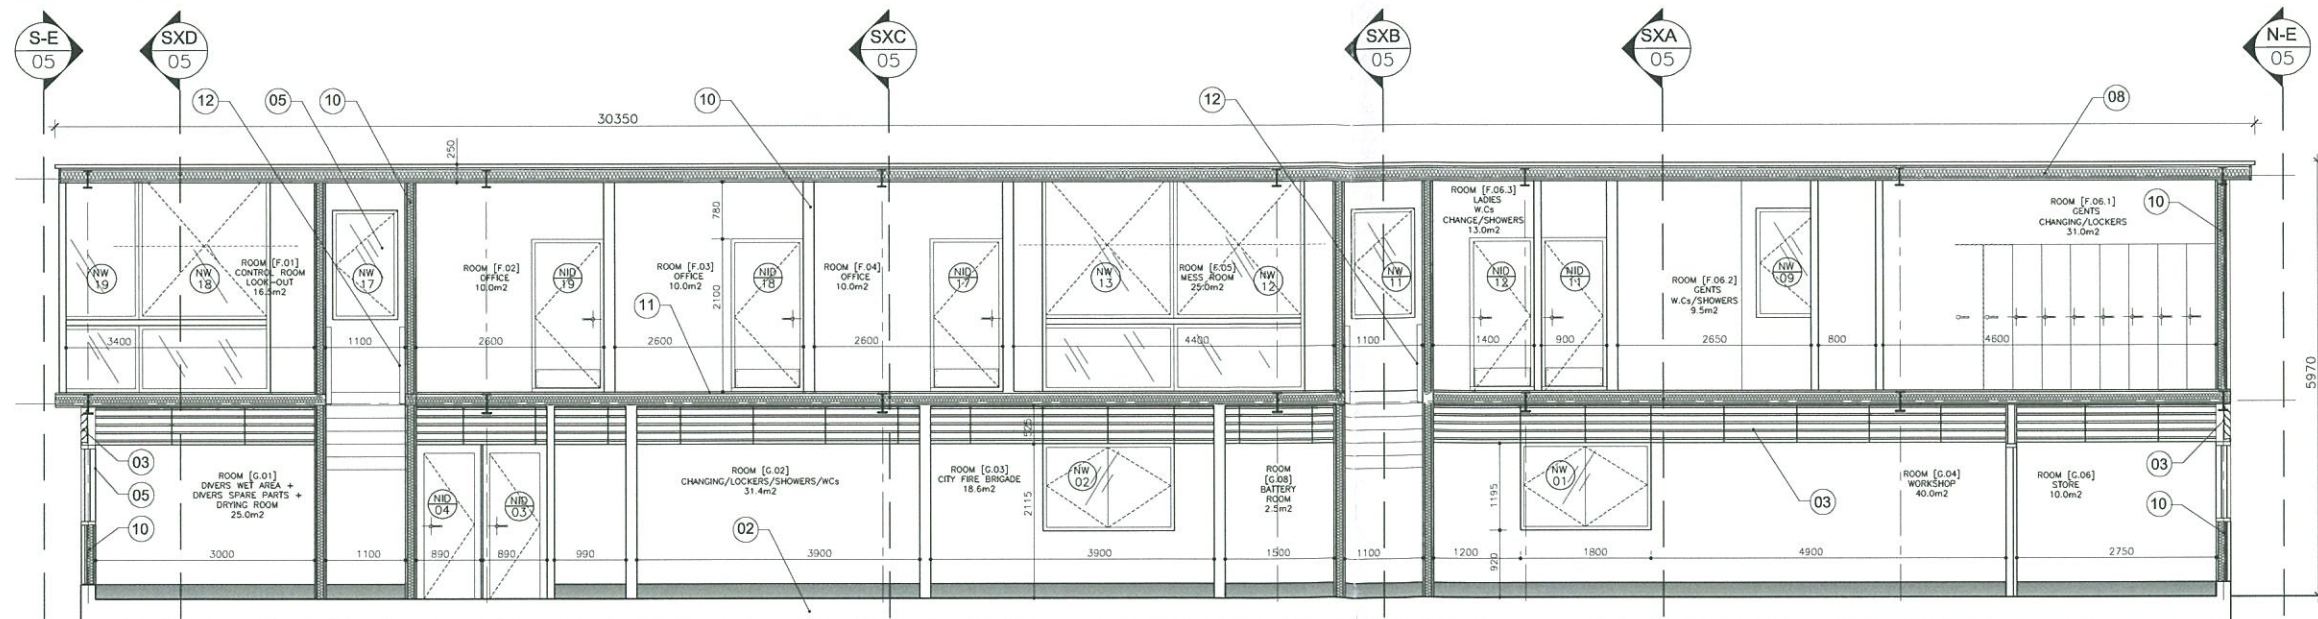 S-E
05
SXD
05
SXC
05
SXB
05
SXA
05
N-E
05
12
05
10
10
12
08
30350
250
780
2100
NW
19
NW
18
ROOM [F.01]
CONTROL ROOM
LOOK-OUT
16.5m2
NW
17
ROOM [F.02]
OFFICE
10.0m2
NID
19
ROOM [F.03]
OFFICE
10.0m2
NID
18
ROOM [F.04]
OFFICE
10.0m2
NID
17
NW
13
ROOM [F.05]
MESS ROOM
25.0m2
NW
12
NW
11
ROOM [F.06.3]
LADIES
W.Cs
CHANGE/SHOWERS
13.0m2
NID
12
NID
11
ROOM [F.06.2]
GENTS
W.Cs/SHOWERS
9.5m2
NW
09
ROOM [F.06.1]
GENTS
CHANGING/LOCKERS
31.0m2
10
11
3400
1100
2600
2600
2600
4400
1100
1400
900
2650
800
4600
5970
03
05
10
ROOM [G.01]
DIVERS WET AREA +
DIVERS SPARE PARTS +
DRYING ROOM
25.0m2
NID
04
NID
03
ROOM [G.02]
CHANGING/LOCKERS/SHOWERS/WCs
31.4m2
02
ROOM [G.03]
CITY FIRE BRIGADE
18.6m2
525
2115
NW
02
ROOM
[G.08]
BATTERY
ROOM
2.5m2
1195
920
NW
01
03
ROOM [G.04]
WORKSHOP
40.0m2
ROOM [G.06]
STORE
10.0m2
03
10
3000
1100
890
890
990
3900
3900
1500
1100
1200
1800
4900
2750